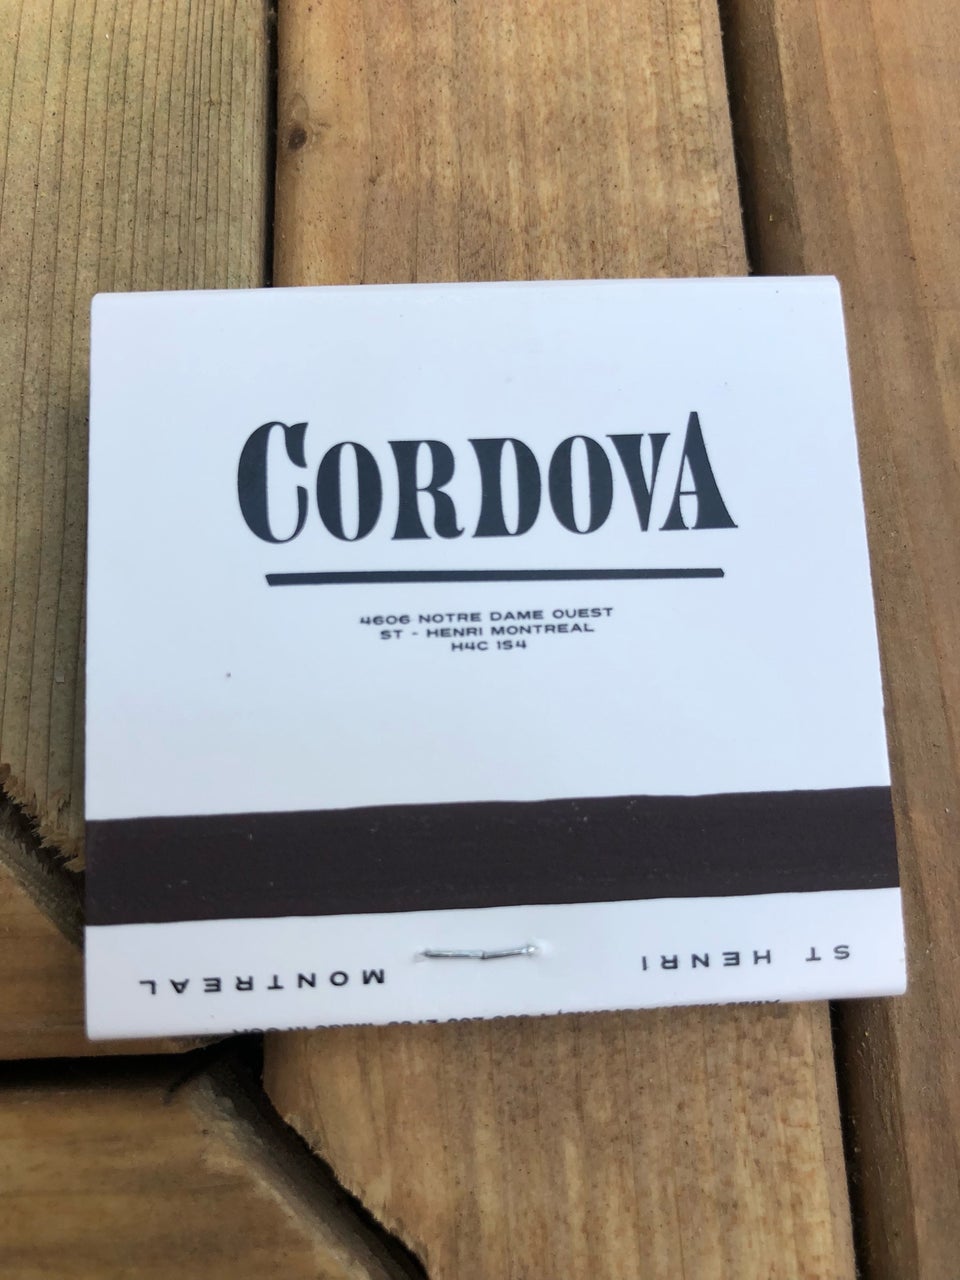 CORDOVA
4606 NOTRE DAME OUEST
ST - HENRI MONTREAL
H4C 1S4
ST HENRI MONTREAL